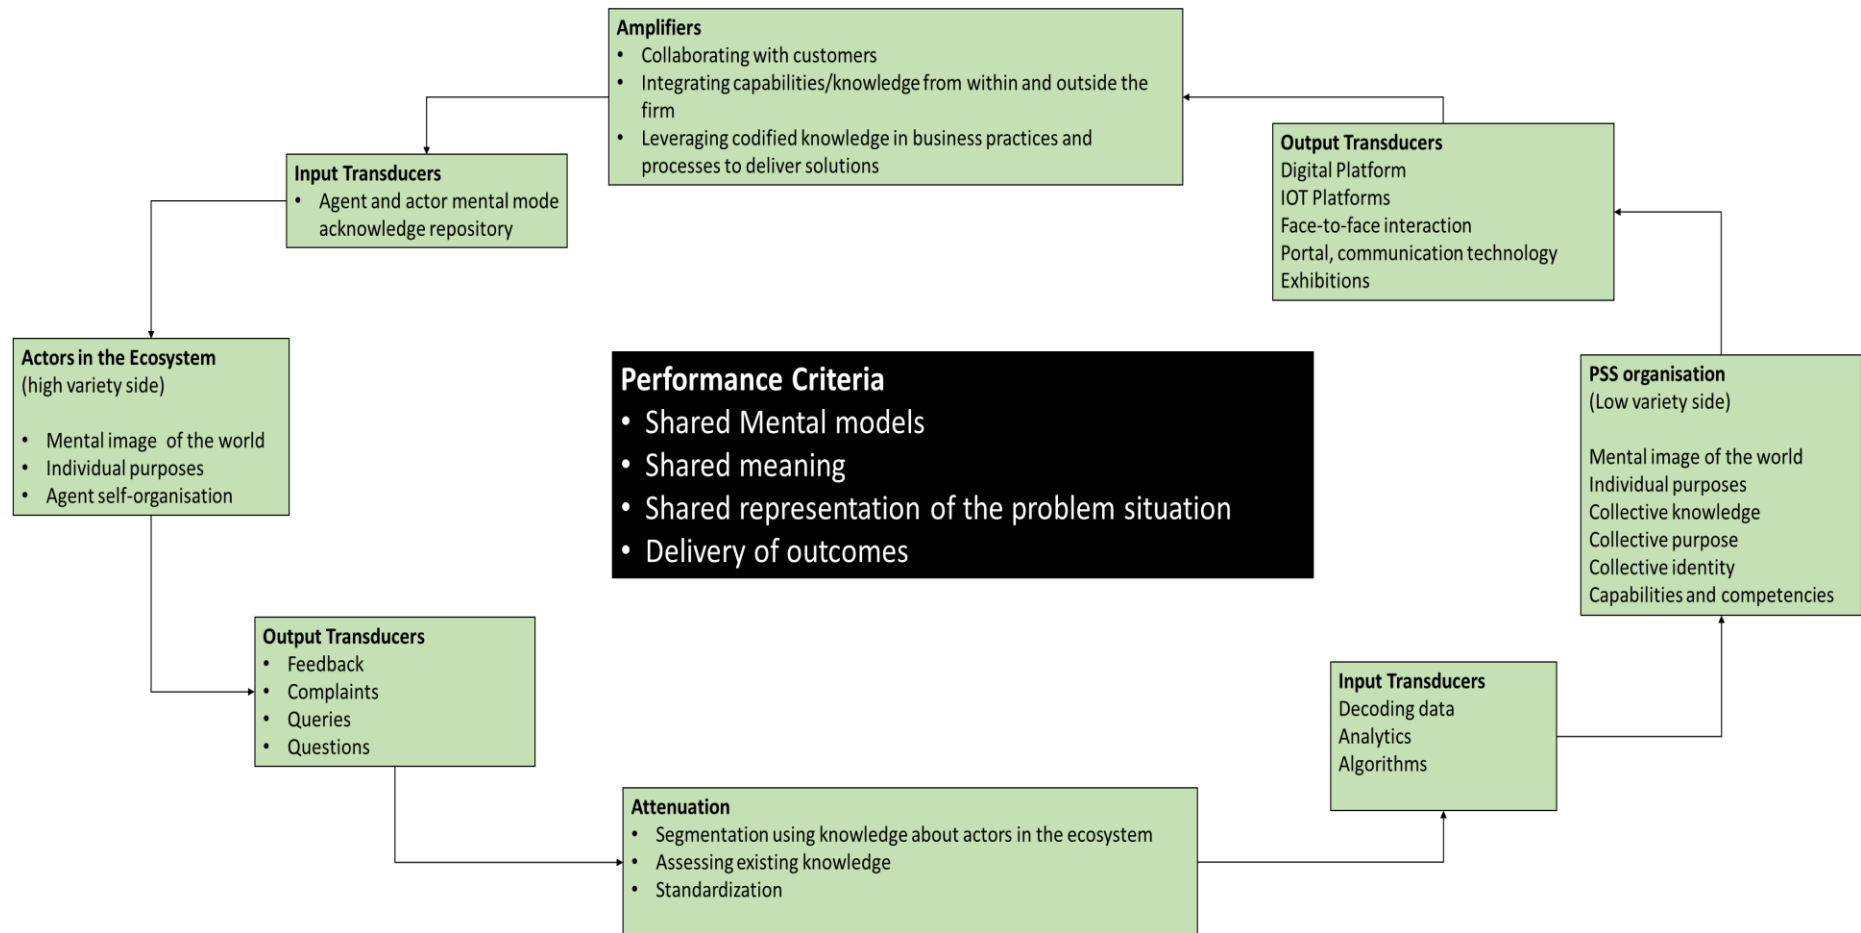 Amplifiers
• Collaborating with customers
• Integrating capabilities/knowledge from within and outside the
firm
• Leveraging codified knowledge in business practices and
processes to deliver solutions
Output Transducers
Digital Platform
IOT Platforms
Face-to-face interaction
Portal, communication technology
Exhibitions
Input Transducers
• Agent and actor mental mode
acknowledge repository
Actors in the Ecosystem
(high variety side)
• Mental image of the world
• Individual purposes
• Agent self-organisation
Performance Criteria
• Shared Mental models
• Shared meaning
• Shared representation of the problem situation
• Delivery of outcomes
PSS organisation
(Low variety side)
Mental image of the world
Individual purposes
Collective knowledge
Collective purpose
Collective identity
Capabilities and competencies
Output Transducers
• Feedback
• Complaints
• Queries
• Questions
Input Transducers
Decoding data
Analytics
Algorithms
Attenuation
• Segmentation using knowledge about actors in the ecosystem
• Assessing existing knowledge
• Standardization